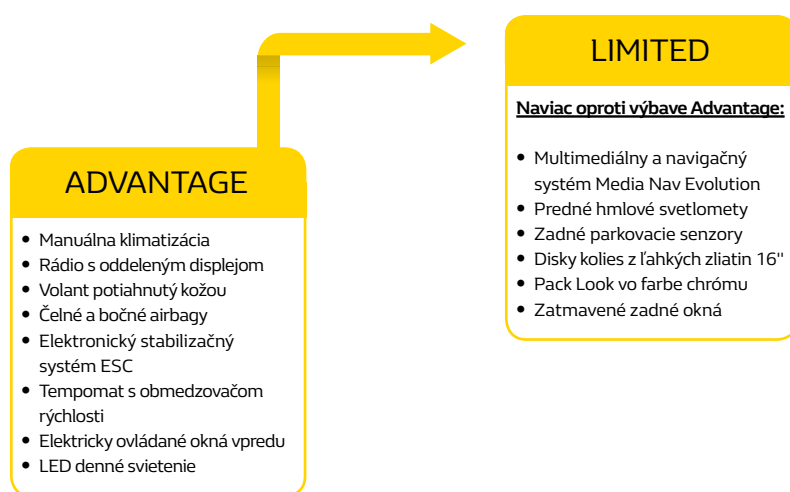 LIMITED
Naviac oproti výbave Advantage:
• Multimediálny a navigačný
systém Media Nav Evolution
• Predné hmlové svetlomety
• Zadné parkovacie senzory
• Disky kolies z ľahkých zliatin 16"
• Pack Look vo farbe chrómu
• Zatmavené zadné okná
ADVANTAGE
• Manuálna klimatizácia
• Rádio s oddeleným displejom
• Volant potiahnutý kožou
• Čelné a bočné airbagy
• Elektronický stabilizačný
systém ESC
• Tempomat s obmedzovačom
rýchlosti
• Elektricky ovládané okná vpredu
• LED denné svietenie